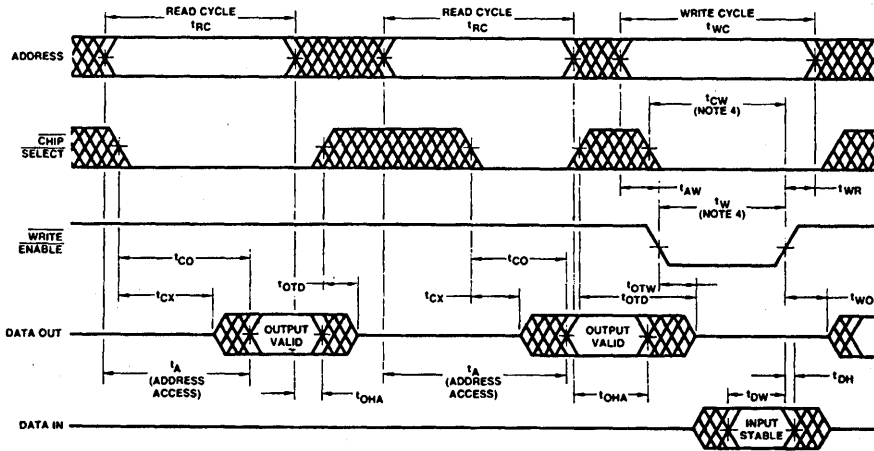 READ CYCLE
tRC
READ CYCLE
tRC
WRITE CYCLE
tWC
ADDRESS
tCW
(NOTE 4)
CHIP
SELECT
tAW
tWR
tW
(NOTE 4)
WRITE
ENABLE
tCO
tOTD
tCO
tCX
tCX
tOTW
tOTD
tWO
DATA OUT
OUTPUT
VALID
OUTPUT
VALID
tA
(ADDRESS
ACCESS)
tOHA
tA
(ADDRESS
ACCESS)
tOHA
tDW
tDH
DATA IN
INPUT
STABLE